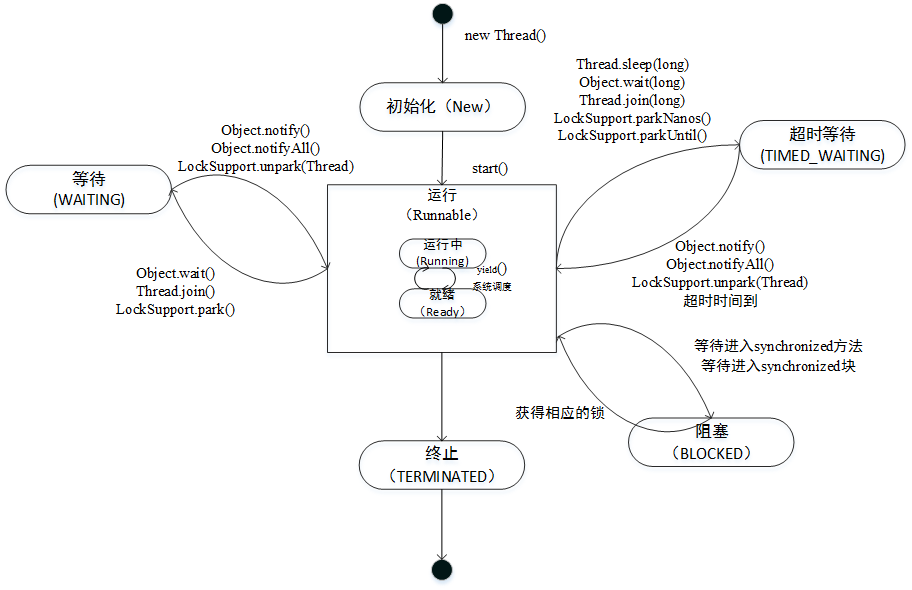 new Thread()
初始化（New）
start()
Thread.sleep(long)
Object.wait(long)
Thread.join(long)
LockSupport.parkNanos()
LockSupport.parkUntil()
超时等待
(TIMED_WAITING)
Object.notify()
Object.notifyAll()
LockSupport.unpark(Thread)
等待
(WAITING)
Object.wait()
Thread.join()
LockSupport.park()
运行
（Runnable）
运行中
(Running)
yield()
系统调度
就绪
（Ready）
Object.notify()
Object.notifyAll()
LockSupport.unpark(Thread)
超时时间到
等待进入synchronized方法
等待进入synchronized块
获得相应的锁
阻塞
（BLOCKED）
终止
（TERMINATED）